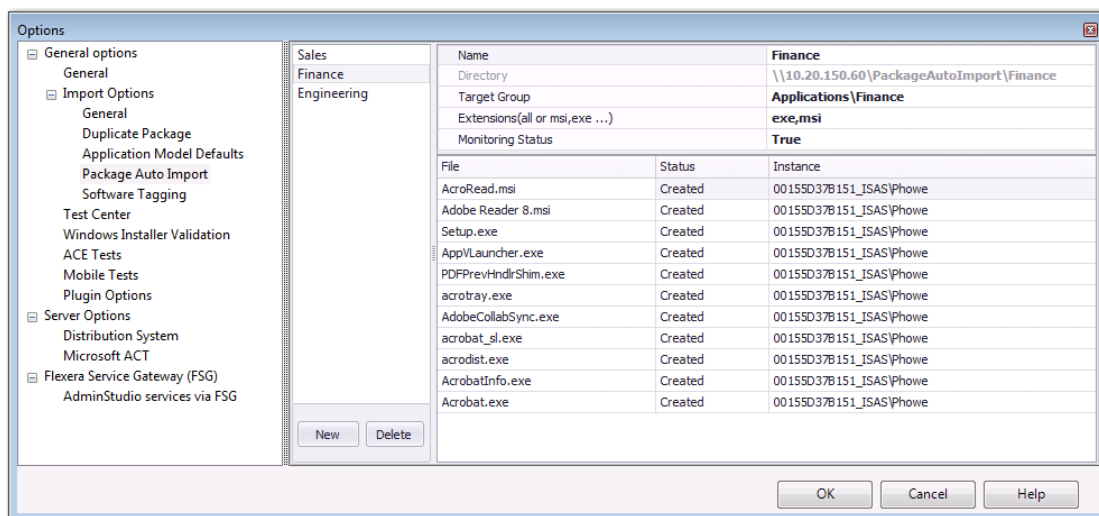 Options
General options
General
Import Options
General
Duplicate Package
Application Model Defaults
Package Auto Import
Software Tagging
Test Center
Windows Installer Validation
ACE Tests
Mobile Tests
Plugin Options
Server Options
Distribution System
Microsoft ACT
Flexera Service Gateway (FSG)
AdminStudio services via FSG
Sales
Finance
Engineering
New Delete
Name Finance
Directory \\10.20.150.60\PackageAutoImport\Finance
Target Group Applications\Finance
Extensions(all or msi,exe ...) exe,msi
Monitoring Status True
File Status Instance
AcroRead.msi Created 00155D37B151_ISAS\Phowe
Adobe Reader 8.msi Created 00155D37B151_ISAS\Phowe
Setup.exe Created 00155D37B151_ISAS\Phowe
AppVLauncher.exe Created 00155D37B151_ISAS\Phowe
PDFPrevHndlrShim.exe Created 00155D37B151_ISAS\Phowe
acrotray.exe Created 00155D37B151_ISAS\Phowe
AdobeCollabSync.exe Created 00155D37B151_ISAS\Phowe
acrobat_sl.exe Created 00155D37B151_ISAS\Phowe
acrodist.exe Created 00155D37B151_ISAS\Phowe
AcrobatInfo.exe Created 00155D37B151_ISAS\Phowe
Acrobat.exe Created 00155D37B151_ISAS\Phowe
OK Cancel Help